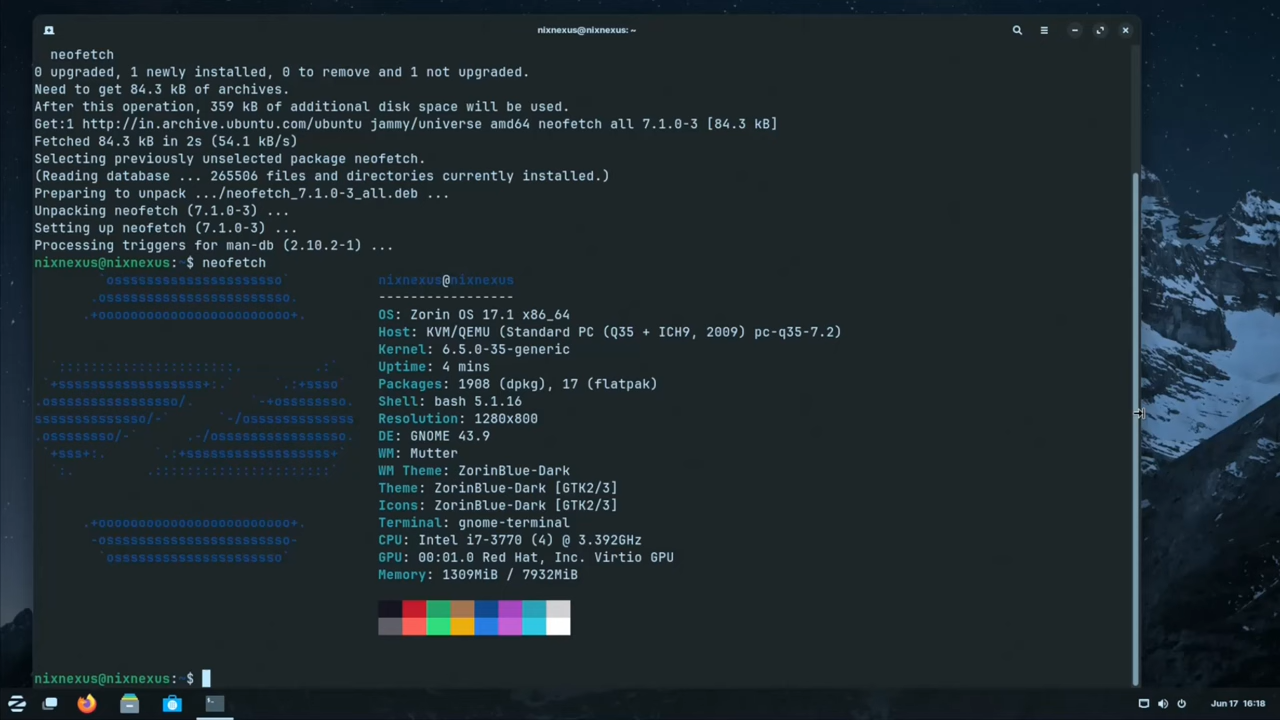 nixnexus@nixnexus: ~
neofetch
0 upgraded, 1 newly installed, 0 to remove and 1 not upgraded.
Need to get 84.3 kB of archives.
After this operation, 359 kB of additional disk space will be used.
Get:1 http://in.archive.ubuntu.com/ubuntu jammy/universe amd64 neofetch all 7.1.0-3 [84.3 kB]
Fetched 84.3 kB in 2s (54.1 kB/s)
Selecting previously unselected package neofetch.
(Reading database ... 265506 files and directories currently installed.)
Preparing to unpack .../neofetch_7.1.0-3_all.deb ...
Unpacking neofetch (7.1.0-3) ...
Setting up neofetch (7.1.0-3) ...
Processing triggers for man-db (2.10.2-1) ...
nixnexus@nixnexus:~$ neofetch
nixnexus@nixnexus
-----------------
OS: Zorin OS 17.1 x86_64
Host: KVM/QEMU (Standard PC (Q35 + ICH9, 2009) pc-q35-7.2)
Kernel: 6.5.0-35-generic
Uptime: 4 mins
Packages: 1908 (dpkg), 17 (flatpak)
Shell: bash 5.1.16
Resolution: 1280x800
DE: GNOME 43.9
WM: Mutter
WM Theme: ZorinBlue-Dark
Theme: ZorinBlue-Dark [GTK2/3]
Icons: ZorinBlue-Dark [GTK2/3]
Terminal: gnome-terminal
CPU: Intel i7-3770 (4) @ 3.392GHz
GPU: 00:01.0 Red Hat, Inc. Virtio GPU
Memory: 1309MiB / 7932MiB
nixnexus@nixnexus:~$
Jun 17 16:18